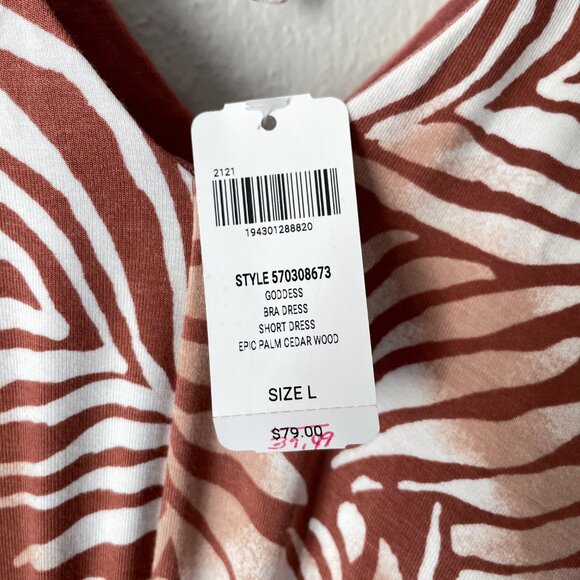 2121
194301288820
STYLE 570308673
GODDESS
BRA DRESS
SHORT DRESS
EPIC PALM CEDAR WOOD
SIZE L
$79.00
39.99